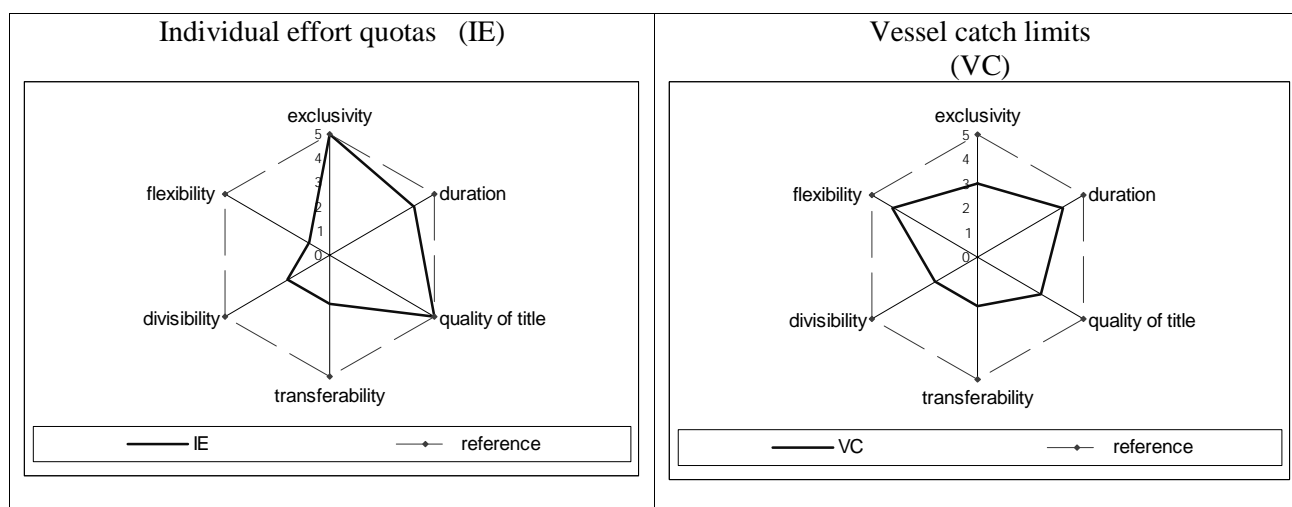 Individual effort quotas (IE)
exclusivity
5
4
3
2
1
0
flexibility
duration
divisibility
quality of title
transferability
IE
reference
Vessel catch limits
(VC)
exclusivity
5
4
3
2
1
0
flexibility
duration
divisibility
quality of title
transferability
VC
reference